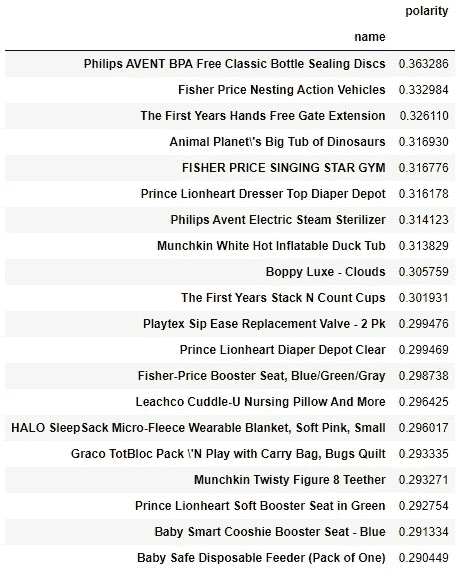 polarity
name
Philips AVENT BPA Free Classic Bottle Sealing Discs 0.363286
Fisher Price Nesting Action Vehicles 0.332984
The First Years Hands Free Gate Extension 0.326110
Animal Planet\'s Big Tub of Dinosaurs 0.316930
FISHER PRICE SINGING STAR GYM 0.316776
Prince Lionheart Dresser Top Diaper Depot 0.316178
Philips Avent Electric Steam Sterilizer 0.314123
Munchkin White Hot Inflatable Duck Tub 0.313829
Boppy Luxe - Clouds 0.305759
The First Years Stack N Count Cups 0.301931
Playtex Sip Ease Replacement Valve - 2 Pk 0.299476
Prince Lionheart Diaper Depot Clear 0.299469
Fisher-Price Booster Seat, Blue/Green/Gray 0.298738
Leachco Cuddle-U Nursing Pillow And More 0.296425
HALO SleepSack Micro-Fleece Wearable Blanket, Soft Pink, Small 0.296017
Graco TotBloc Pack \'N Play with Carry Bag, Bugs Quilt 0.293335
Munchkin Twisty Figure 8 Teether 0.293271
Prince Lionheart Soft Booster Seat in Green 0.292754
Baby Smart Cooshie Booster Seat - Blue 0.291334
Baby Safe Disposable Feeder (Pack of One) 0.290449